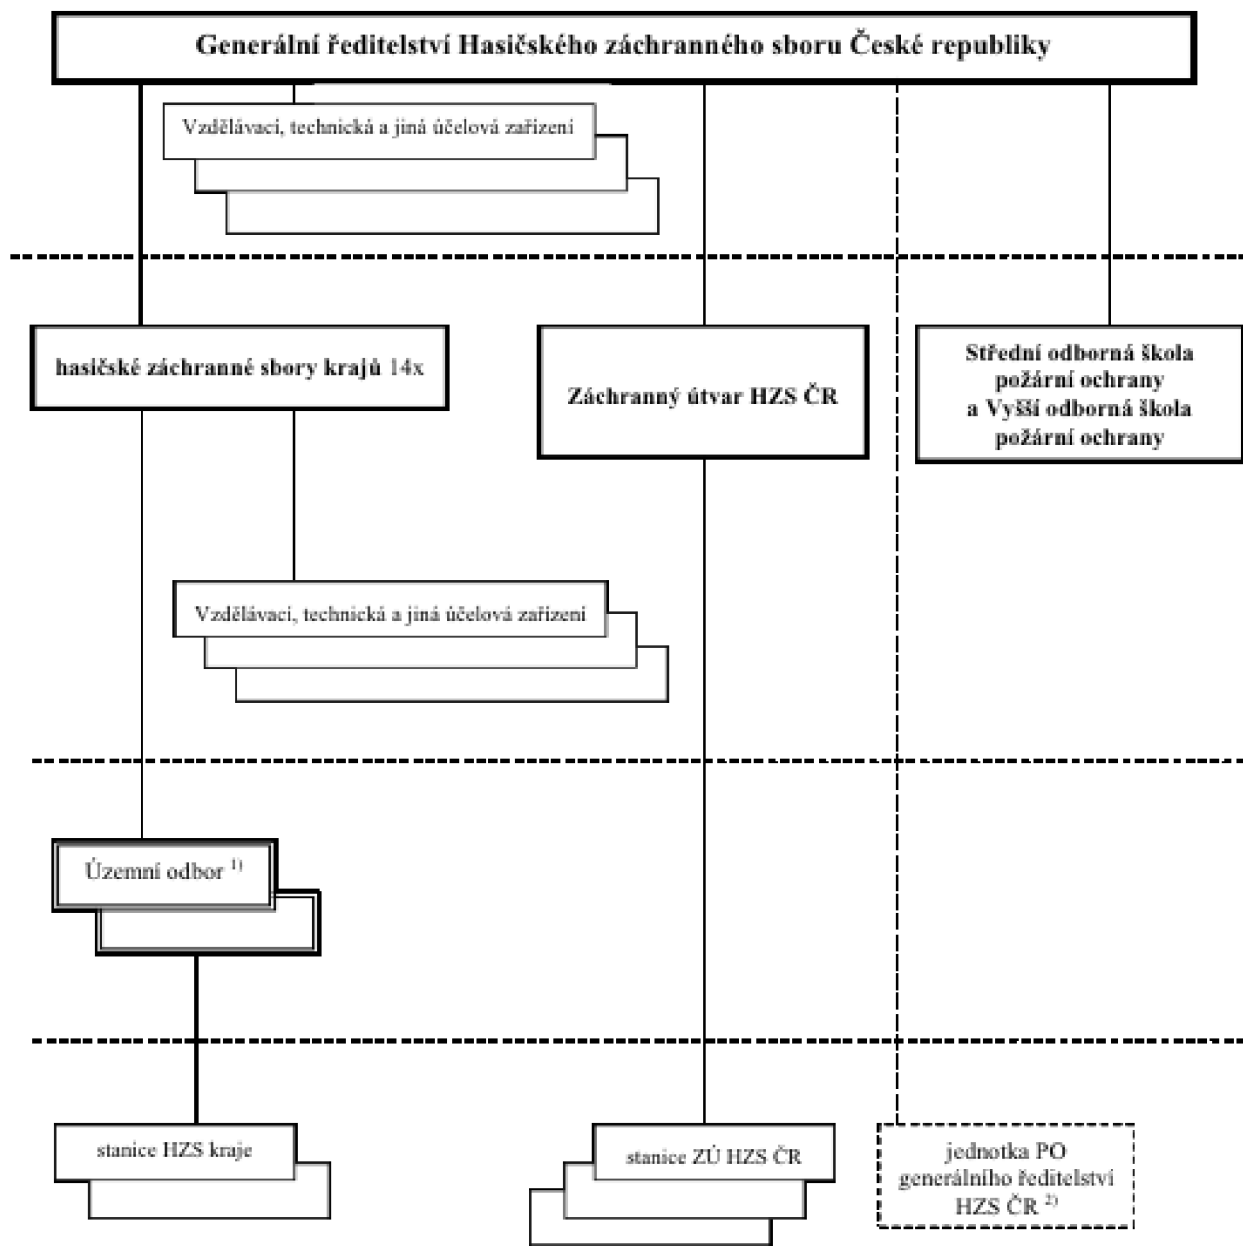 Generální ředitelství Hasičského záchranného sboru České republiky
Vzdělávací, technická a jiná účelová zařízení
hasičské záchranné sbory krajů 14x
Záchranný útvar HZS ČR
Střední odborná škola
požární ochrany
a Vyšší odborná škola
požární ochrany
Vzdělávací, technická a jiná účelová zařízení
Územní odbor 1)
stanice HZS kraje
stanice ZÚ HZS ČR
jednotka PO
generálního ředitelství
HZS ČR 2)